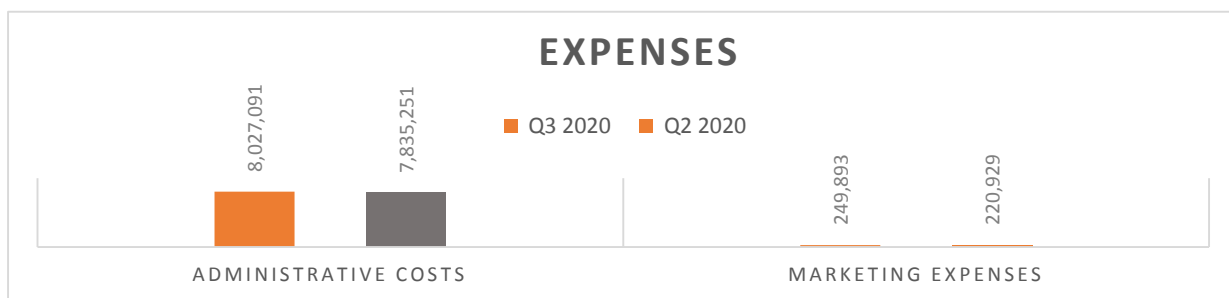 EXPENSES
Q3 2020 Q2 2020
8,027,091 7,835,251 249,893 220,929
ADMINISTRATIVE COSTS MARKETING EXPENSES